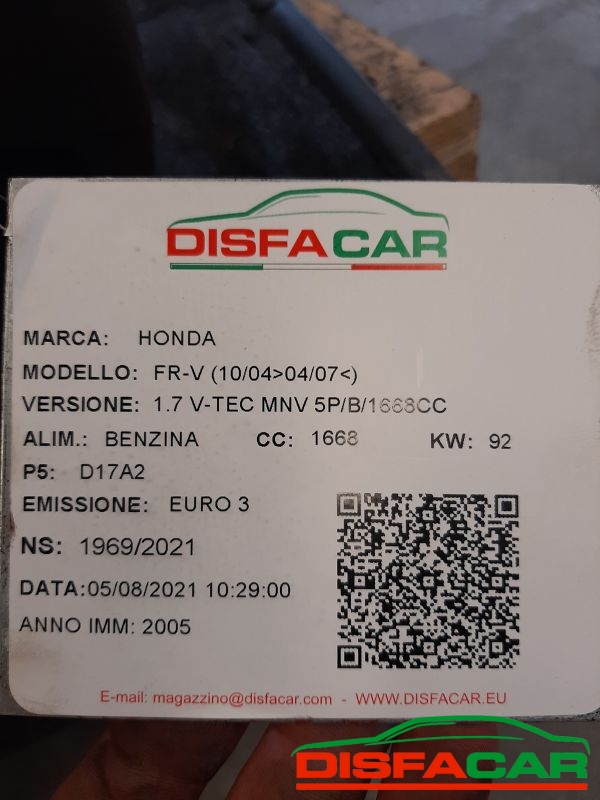 DISFACAR
MARCA: HONDA
MODELLO: FR-V (10/04>04/07<)
VERSIONE: 1.7 V-TEC MNV 5P/B/1668CC
ALIM.: BENZINA CC: 1668 KW: 92
P5: D17A2
EMISSIONE: EURO 3
NS: 1969/2021
DATA:05/08/2021 10:29:00
ANNO IMM: 2005
E-mail: magazzino@disfacar.com - WWW.DISFACAR.EU
DISFACAR